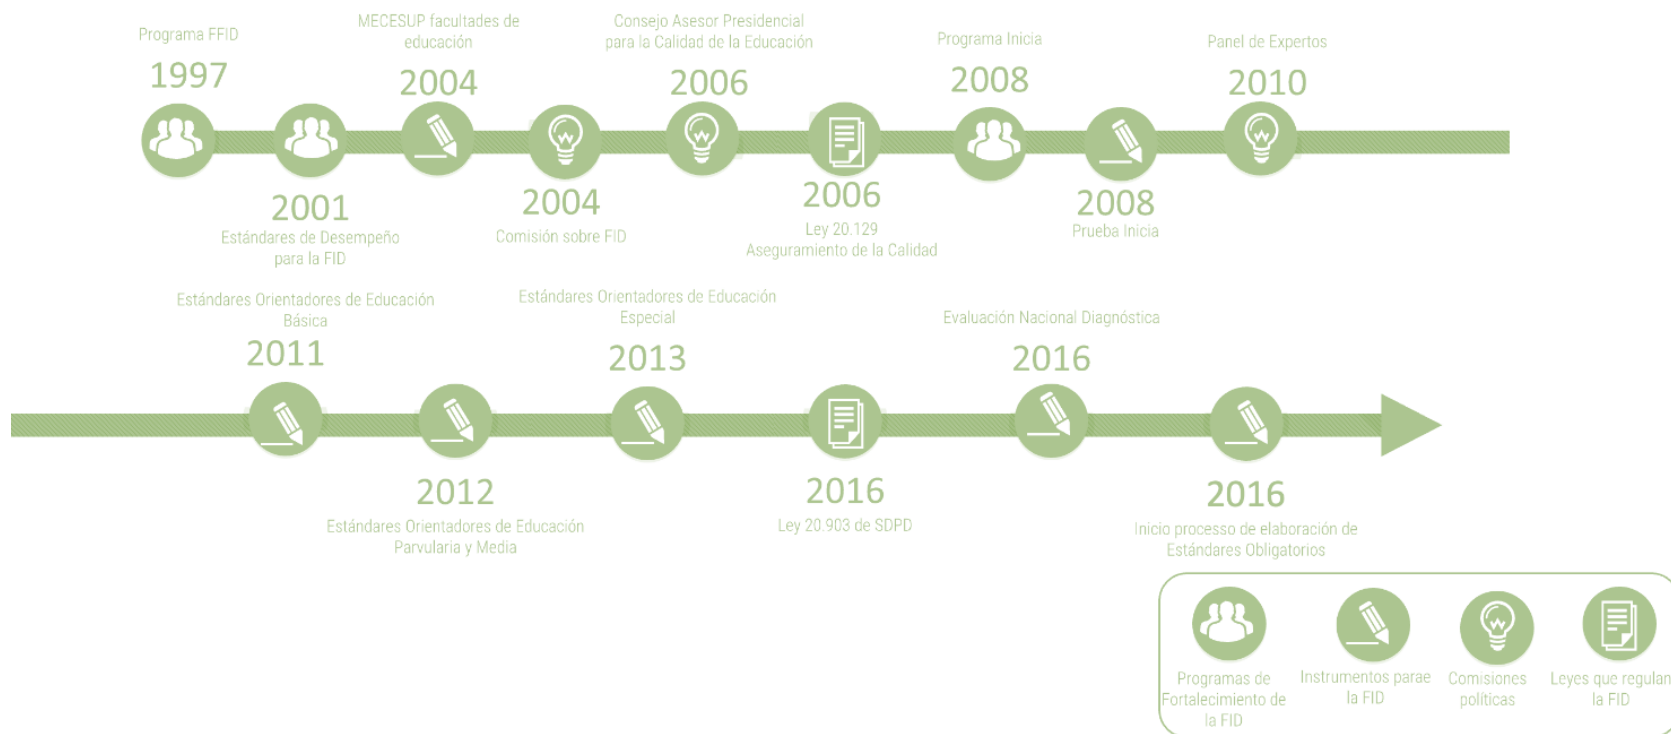 Programa FFID
1997
2001
Estándares de Desempeño
para la FID
MECESUP facultades de
educación
2004
2004
Comisión sobre FID
Consejo Asesor Presidencial
para la Calidad de la Educación
2006
2006
Ley 20.129
Aseguramiento de la Calidad
Programa Inicia
2008
2008
Prueba Inicia
Panel de Expertos
2010
Estándares Orientadores de Educación
Básica
2011
2012
Estándares Orientadores de Educación
Parvularia y Media
Estándares Orientadores de Educación
Especial
2013
2016
Ley 20.903 de SDPD
Evaluación Nacional Diagnóstica
2016
2016
Inicio processo de elaboración de
Estándares Obligatorios
Programas de
Fortalecimiento de
la FID
Instrumentos parae
la FID
Comisiones
políticas
Leyes que regulan
la FID